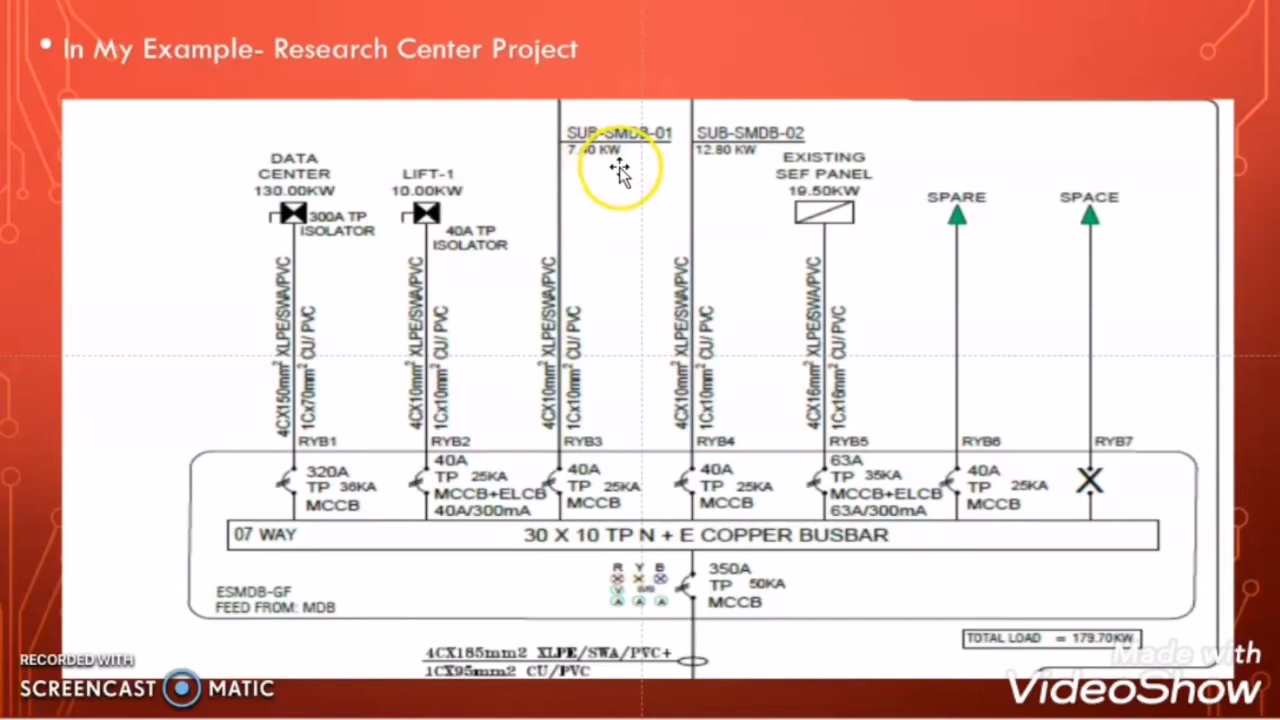 • In My Example- Research Center Project
SUB-SMDB-01
SUB-SMDB-02
12.80 KW
DATA
CENTER
130.00KW
300A TP
ISOLATOR
LIFT-1
10.00KW
40A TP
ISOLATOR
EXISTING
SEF PANEL
19.50KW
SPARE
SPACE
4CX150mm² XLPE/SWA/PVC
1Cx70mm² CU/ PVC
4CX10mm² XLPE/SWA/PVC
1Cx10mm² CU/ PVC
4CX10mm² XLPE/SWA/PVC
1Cx10mm² CU/ PVC
4CX10mm² XLPE/SWA/PVC
1Cx10mm² CU/ PVC
4CX16mm² XLPE/SWA/PVC
1Cx16mm² CU/ PVC
RYB1
RYB2
RYB3
RYB4
RYB5
RYB6
RYB7
320A
TP 36KA
MCCB
40A
TP 25KA
MCCB+ELCB
40A/300mA
40A
TP 25KA
MCCB
40A
TP 25KA
MCCB
63A
TP 35KA
MCCB+ELCB
63A/300mA
40A
TP 25KA
MCCB
X
07 WAY
30 X 10 TP N + E COPPER BUSBAR
R Y B
V
A A A
350A
TP 50KA
MCCB
ESMDB-GF
FEED FROM: MDB
4CX185mm2 XLPE/SWA/PVC+
1CX95mm2 CU/PVC
TOTAL LOAD = 179.70KW
RECORDED WITH
SCREENCAST MATIC
Made with
VideoShow